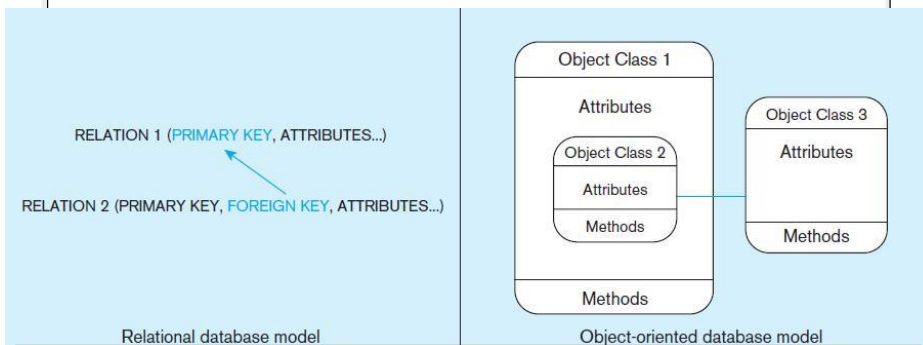 RELATION 1 (PRIMARY KEY, ATTRIBUTES...)
RELATION 2 (PRIMARY KEY, FOREIGN KEY, ATTRIBUTES...)
Relational database model
Object Class 1
Attributes
Object Class 2
Attributes
Methods
Methods
Object Class 3
Attributes
Methods
Object-oriented database model